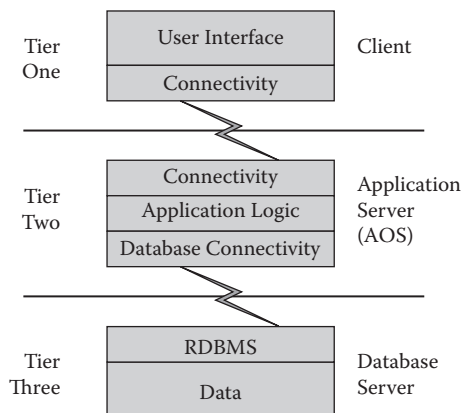 Tier
One
User Interface
Connectivity
Client
Tier
Two
Connectivity
Application Logic
Database Connectivity
Application
Server
(AOS)
Tier
Three
RDBMS
Data
Database
Server